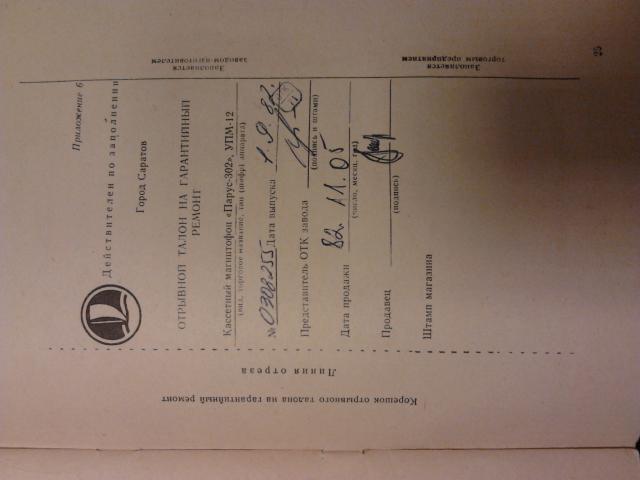 Приложение 6
Действителен по заполнении
Город Саратов
ОТРЫВНОЙ ТАЛОН НА ГАРАНТИЙНЫЙ
РЕМОНТ
Кассетный магнитофон «Парус-302», УПМ-12
(вид, торговое название, тип (шифр) аппарата)
№ 0308255 Дата выпуска 1.9.82.
Представитель ОТК завода
(подпись и штамп)
Дата продажи 82. 11.05
(число, месяц, год)
Продавец
(подпись)
Штамп магазина
Заполняется
заводом-изготовителем
Заполняется
торговым предприятием
25
Линия отреза
Корешок отрывного талона на гарантийный ремонт